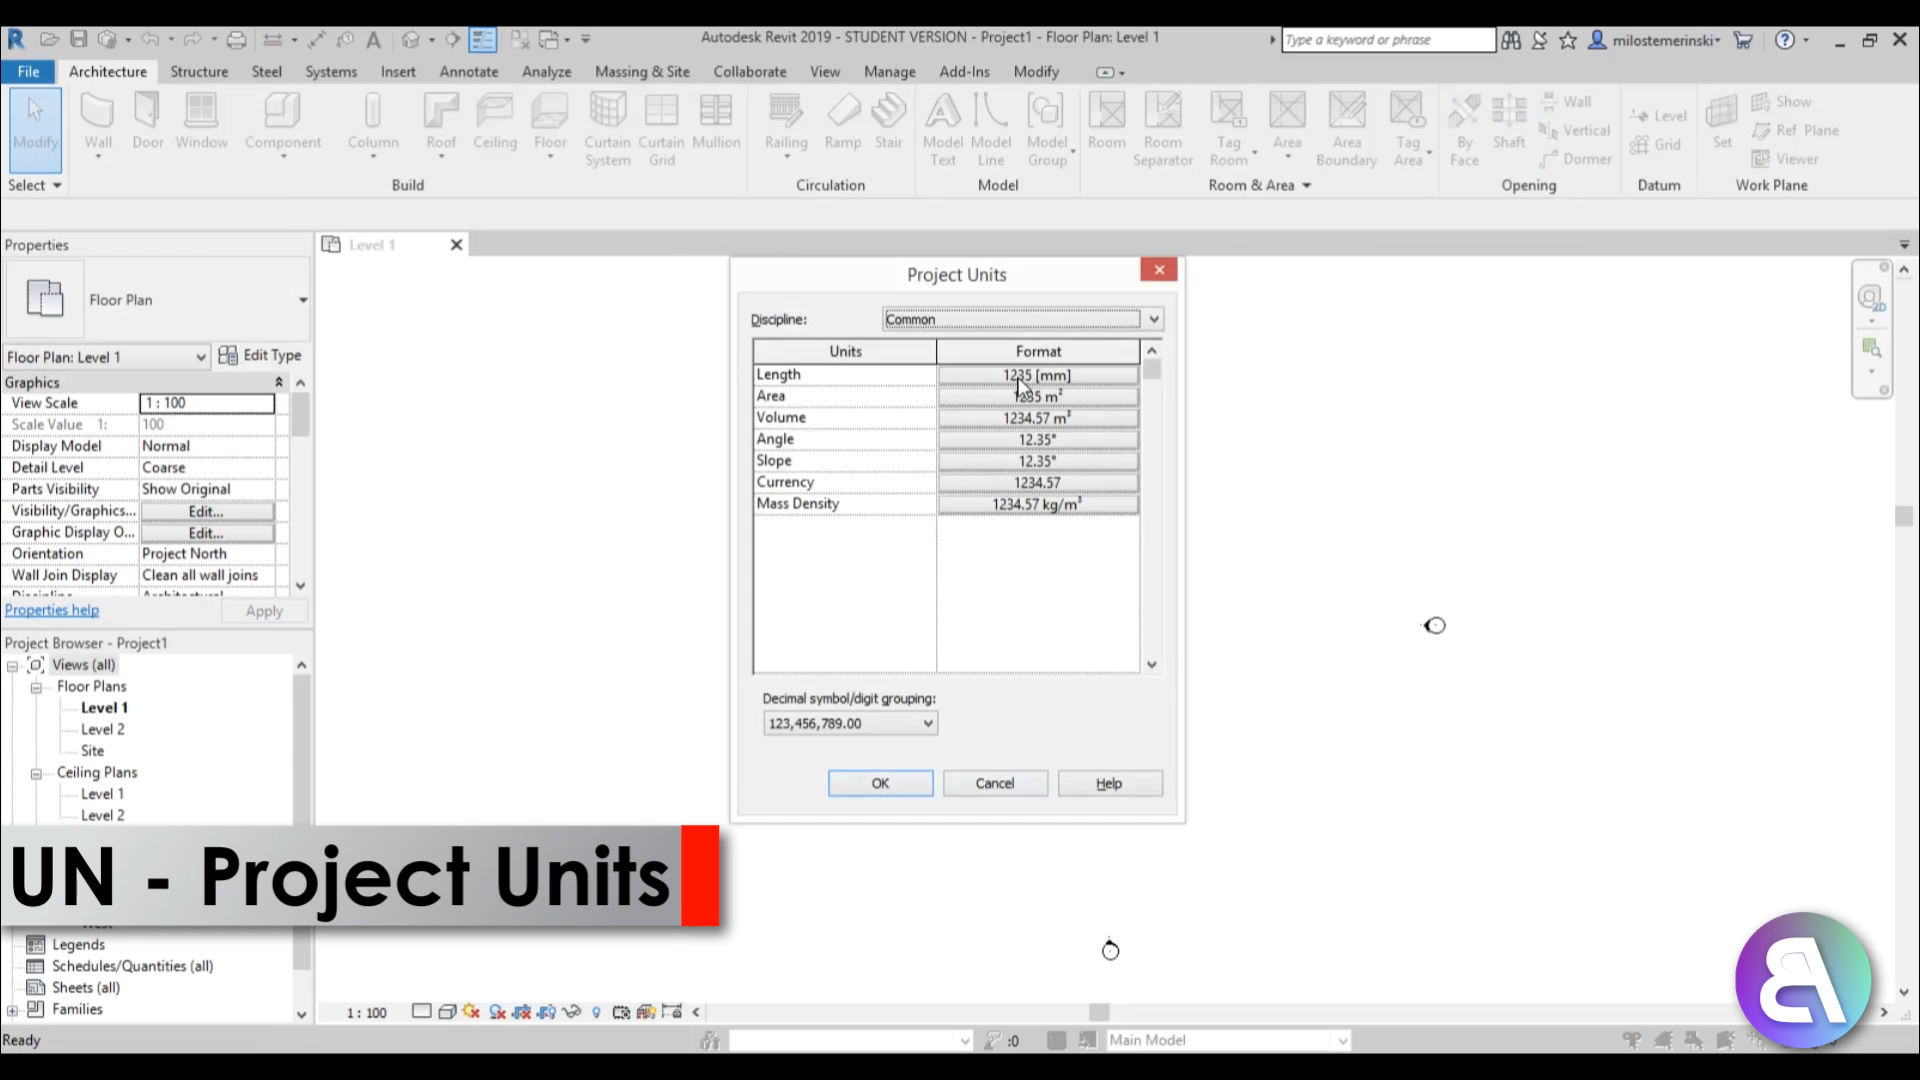 Autodesk Revit 2019 - STUDENT VERSION - Project1 - Floor Plan: Level 1
Type a keyword or phrase
milostemerinski
File Architecture Structure Steel Systems Insert Annotate Analyze Massing & Site Collaborate View Manage Add-Ins Modify
Modify
Wall
Door
Window
Component
Column
Roof
Ceiling
Floor
Curtain System
Curtain Grid
Mullion
Railing
Ramp
Stair
Model Text
Model Line
Model Group
Room
Room Separator
Tag Room
Area
Area Boundary
Tag Area
By Face
Shaft
Wall
Vertical
Dormer
Level
Grid
Set
Show
Ref Plane
Viewer
Select
Build
Circulation
Model
Room & Area
Opening
Datum
Work Plane
Properties
Floor Plan
Floor Plan: Level 1
Edit Type
Graphics
View Scale 1 : 100
Scale Value 1: 100
Display Model Normal
Detail Level Coarse
Parts Visibility Show Original
Visibility/Graphics... Edit...
Graphic Display O... Edit...
Orientation Project North
Wall Join Display Clean all wall joins
Properties help
Apply
Project Browser - Project1
Views (all)
Floor Plans
Level 1
Level 2
Site
Ceiling Plans
Level 1
Level 2
Legends
Schedules/Quantities (all)
Sheets (all)
Families
Level 1
2D
Project Units
Discipline: Common
Units Format
Length 1235 [mm]
Area 1235 m²
Volume 1234.57 m³
Angle 12.35°
Slope 12.35°
Currency 1234.57
Mass Density 1234.57 kg/m³
Decimal symbol/digit grouping:
123,456,789.00
OK
Cancel
Help
UN - Project Units
1 : 100
Ready
:0
Main Model